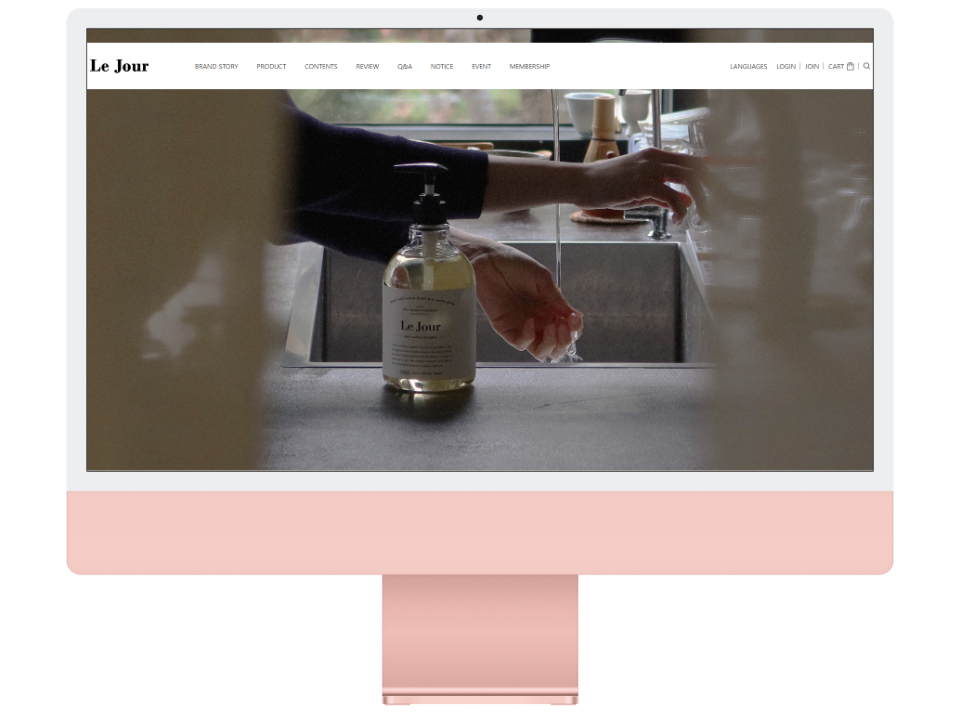 Le Jour
BRAND STORY PRODUCT CONTENTS REVIEW Q&A NOTICE EVENT MEMBERSHIP
LANGUAGES LOGIN | JOIN | CART |
Le Jour